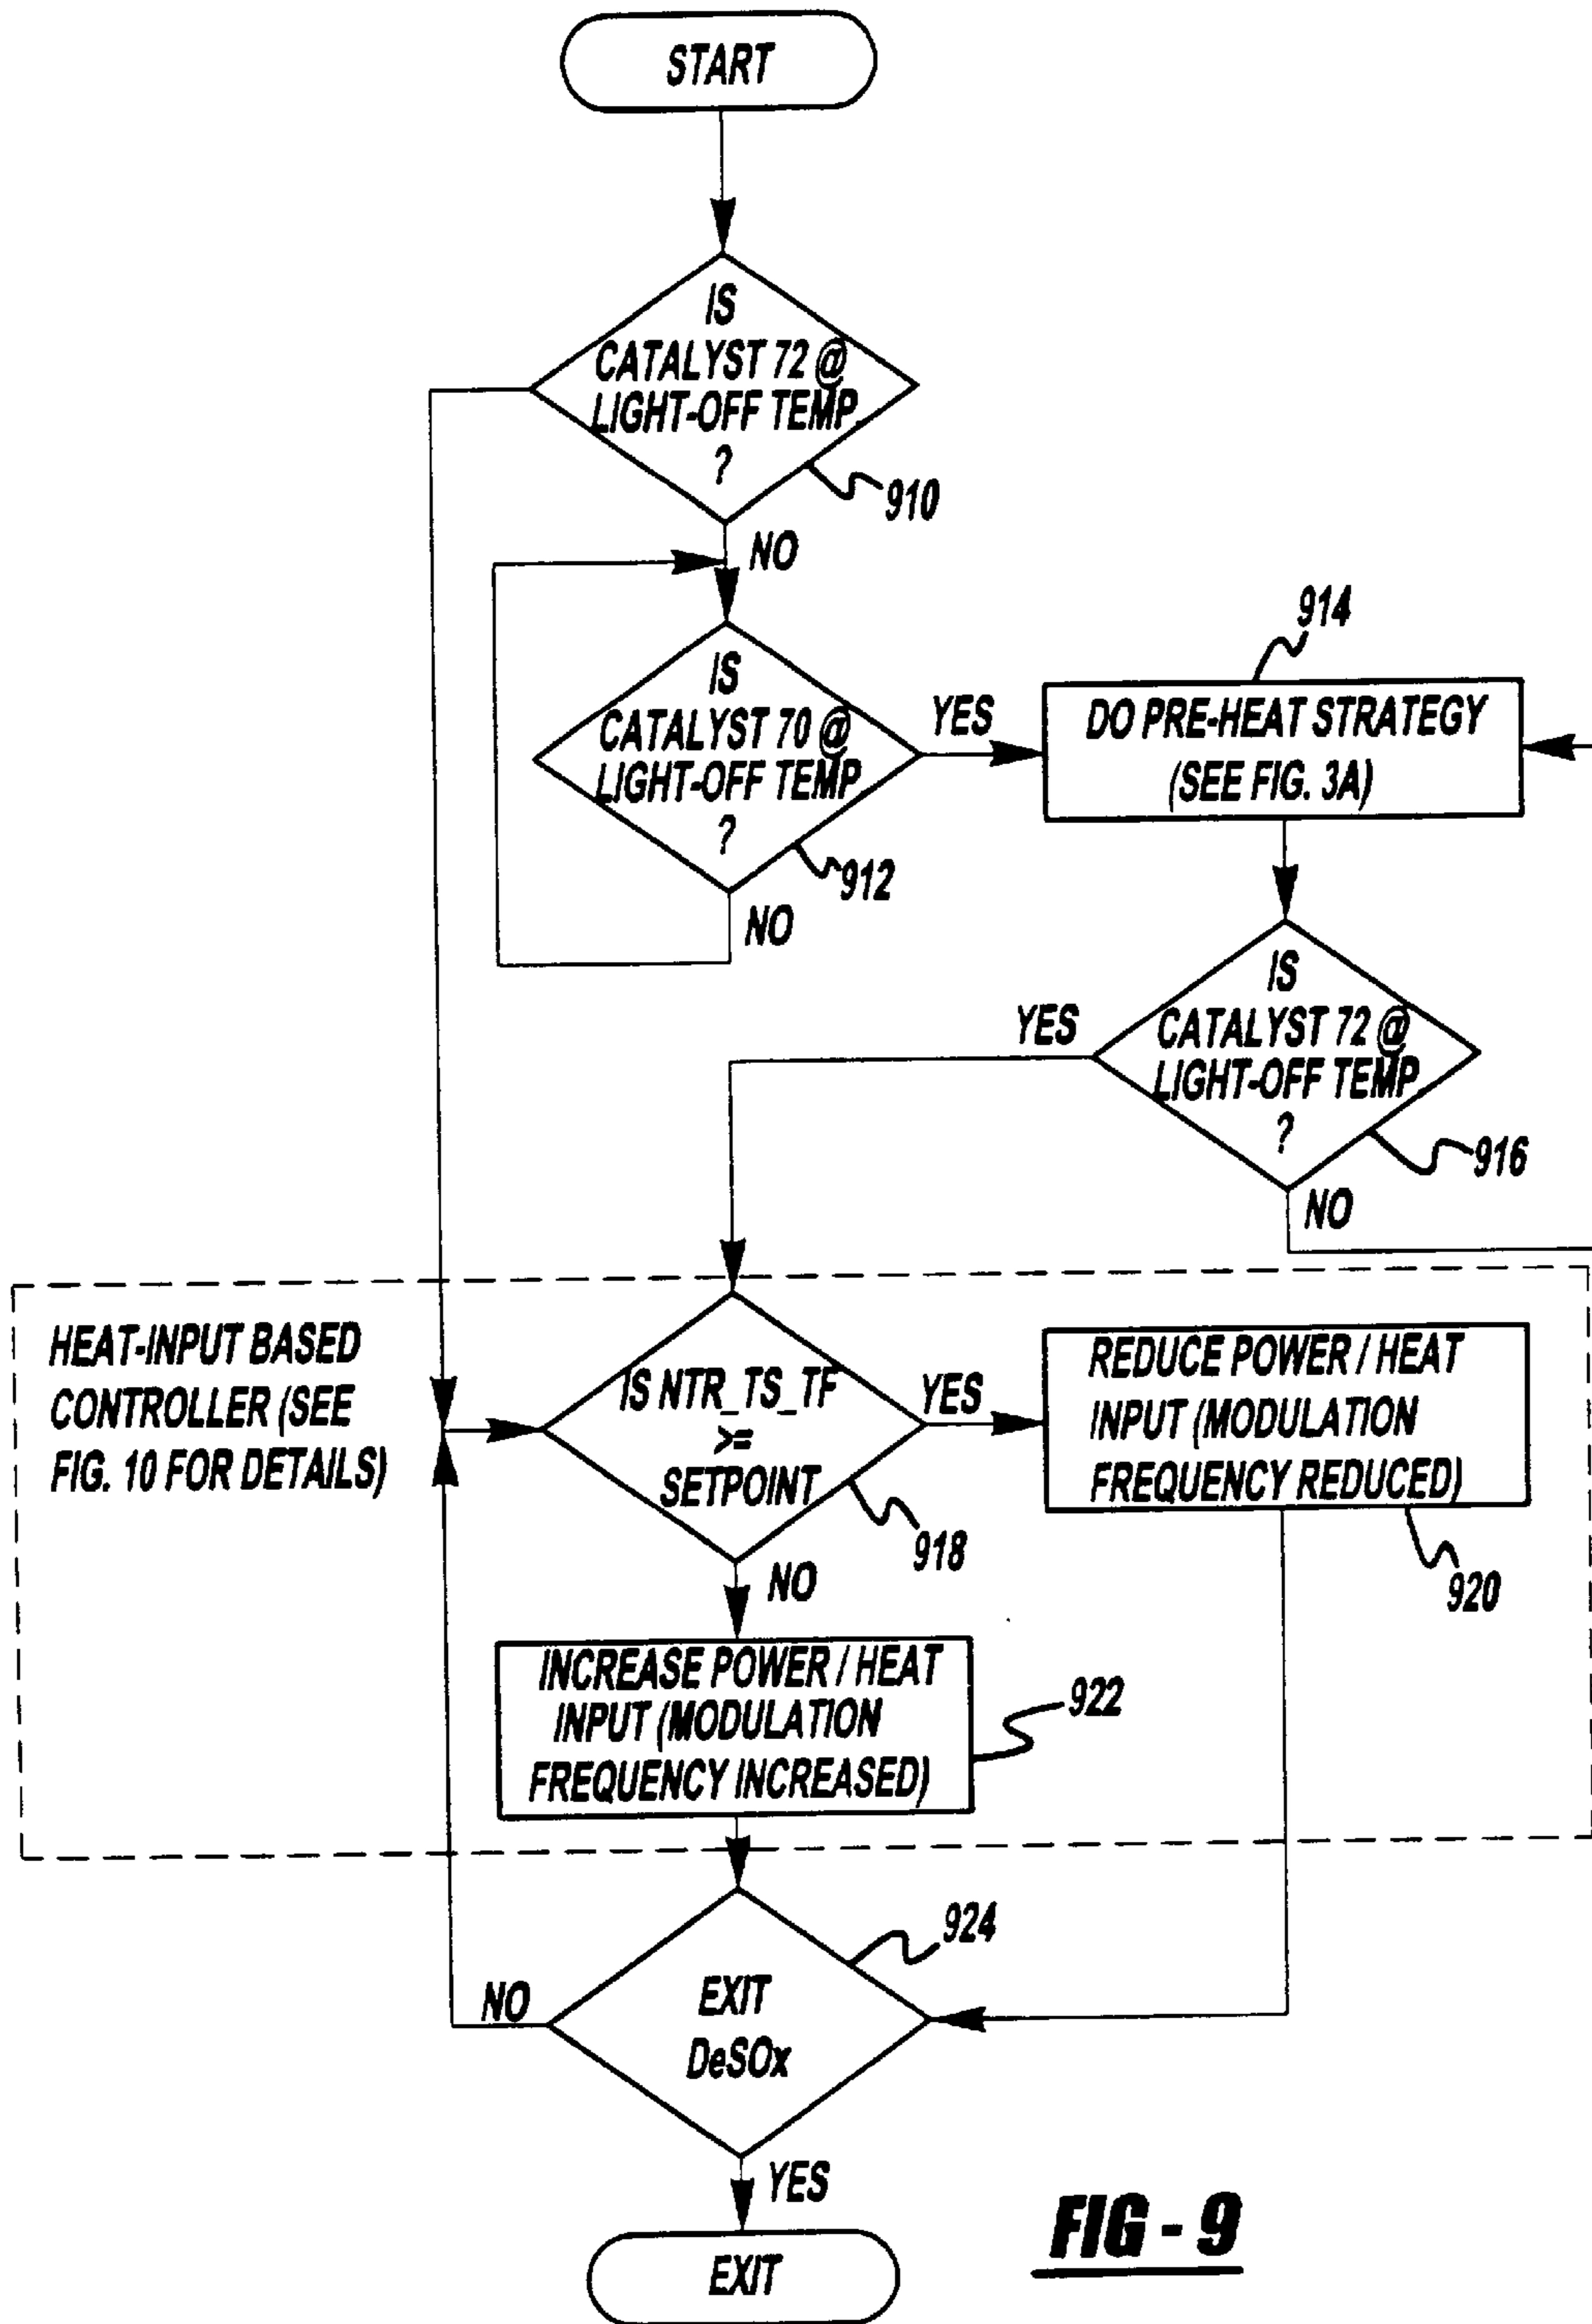 START
IS
CATALYST 72 @
LIGHT-OFF TEMP.
?
910
NO
914
IS
CATALYST 70 @
LIGHT-OFF TEMP
?
YES
DO PRE-HEAT STRATEGY
(SEE FIG. 3A)
912
NO
IS
CATALYST 72 @
LIGHT-OFF TEMP
?
YES
916
NO
HEAT-INPUT BASED
CONTROLLER (SEE
FIG. 10 FOR DETAILS)
IS NTR_TS_TF
>=
SETPOINT
YES
REDUCE POWER / HEAT
INPUT (MODULATION
FREQUENCY REDUCED)
918
920
NO
INCREASE POWER / HEAT
INPUT (MODULATION
FREQUENCY INCREASED)
922
924
NO
EXIT
DeSOx
YES
EXIT
FIG - 9